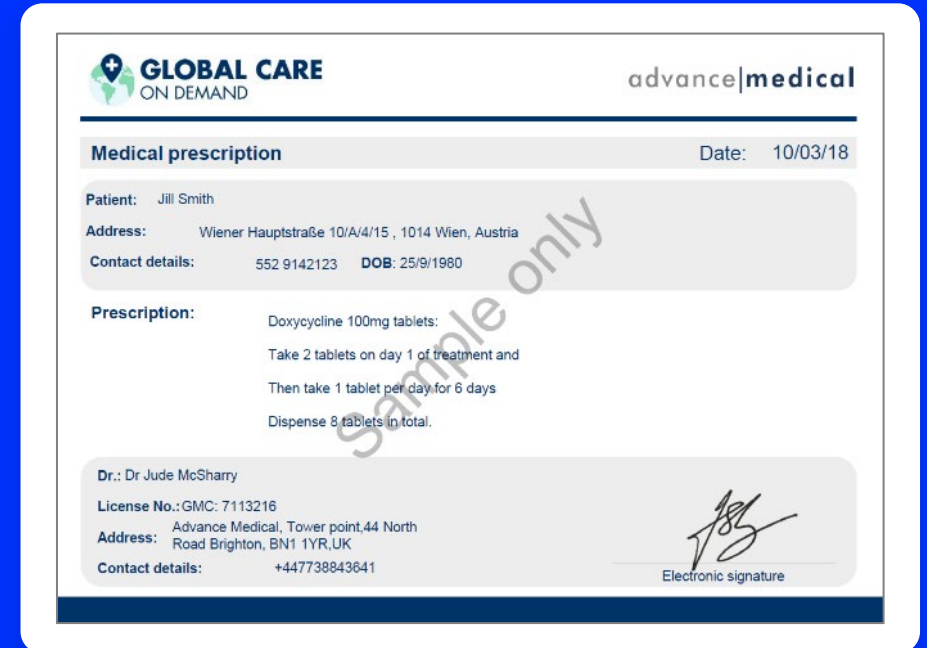 GLOBAL CARE
ON DEMAND
advance|medical
Medical prescription Date: 10/03/18
Patient: Jill Smith
Address: Wiener Hauptstraße 10/A/4/15 , 1014 Wien, Austria
Contact details: 552 9142123 DOB: 25/9/1980
Prescription:
Doxycycline 100mg tablets:
Take 2 tablets on day 1 of treatment and
Then take 1 tablet per day for 6 days
Dispense 8 tablets in total.
Sample only
Dr.: Dr Jude McSharry
License No.: GMC: 7113216
Address: Advance Medical, Tower point,44 North
Road Brighton, BN1 1YR,UK
Contact details: +447738843641
Electronic signature